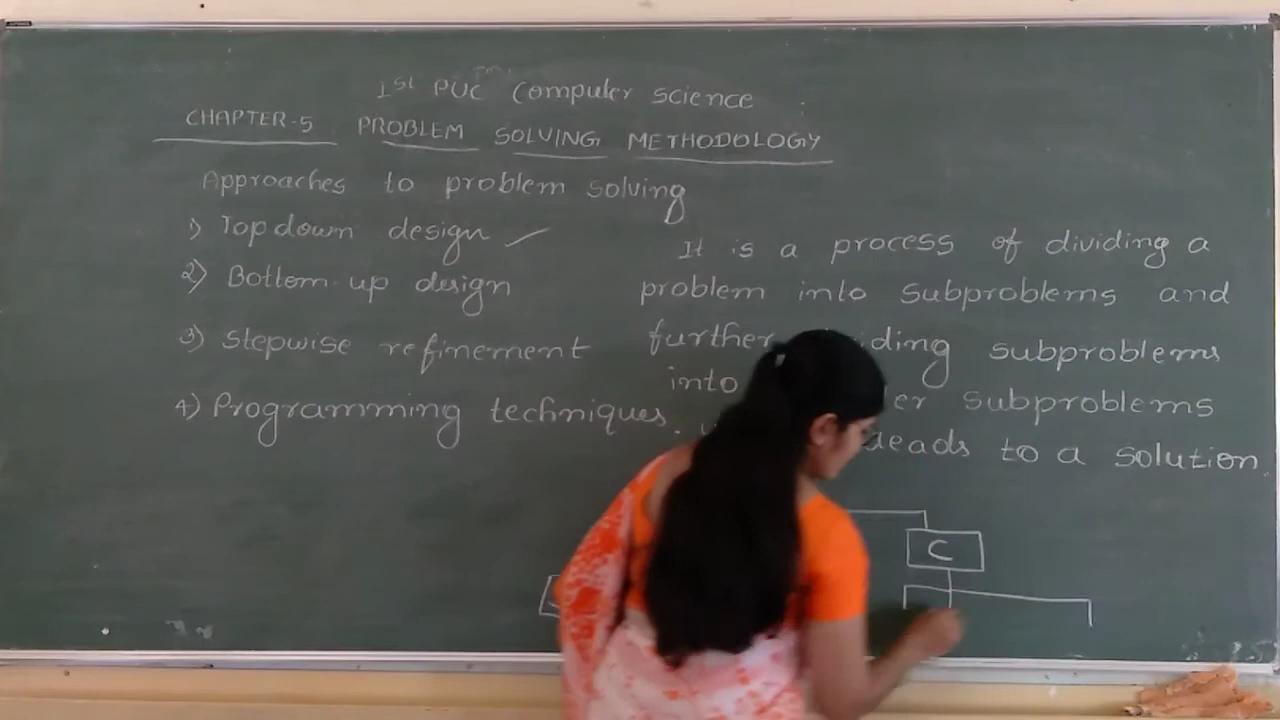 1st PUC Computer science
CHAPTER-5 PROBLEM SOLVING METHODOLOGY
Approaches to problem solving
1) Top down design
2) Bottom up design
3) Stepwise refinement
4) Programming techniques.
It is a process of dividing a
problem into subproblems and
further iding subproblems
into er subproblems
leads to a solution
C